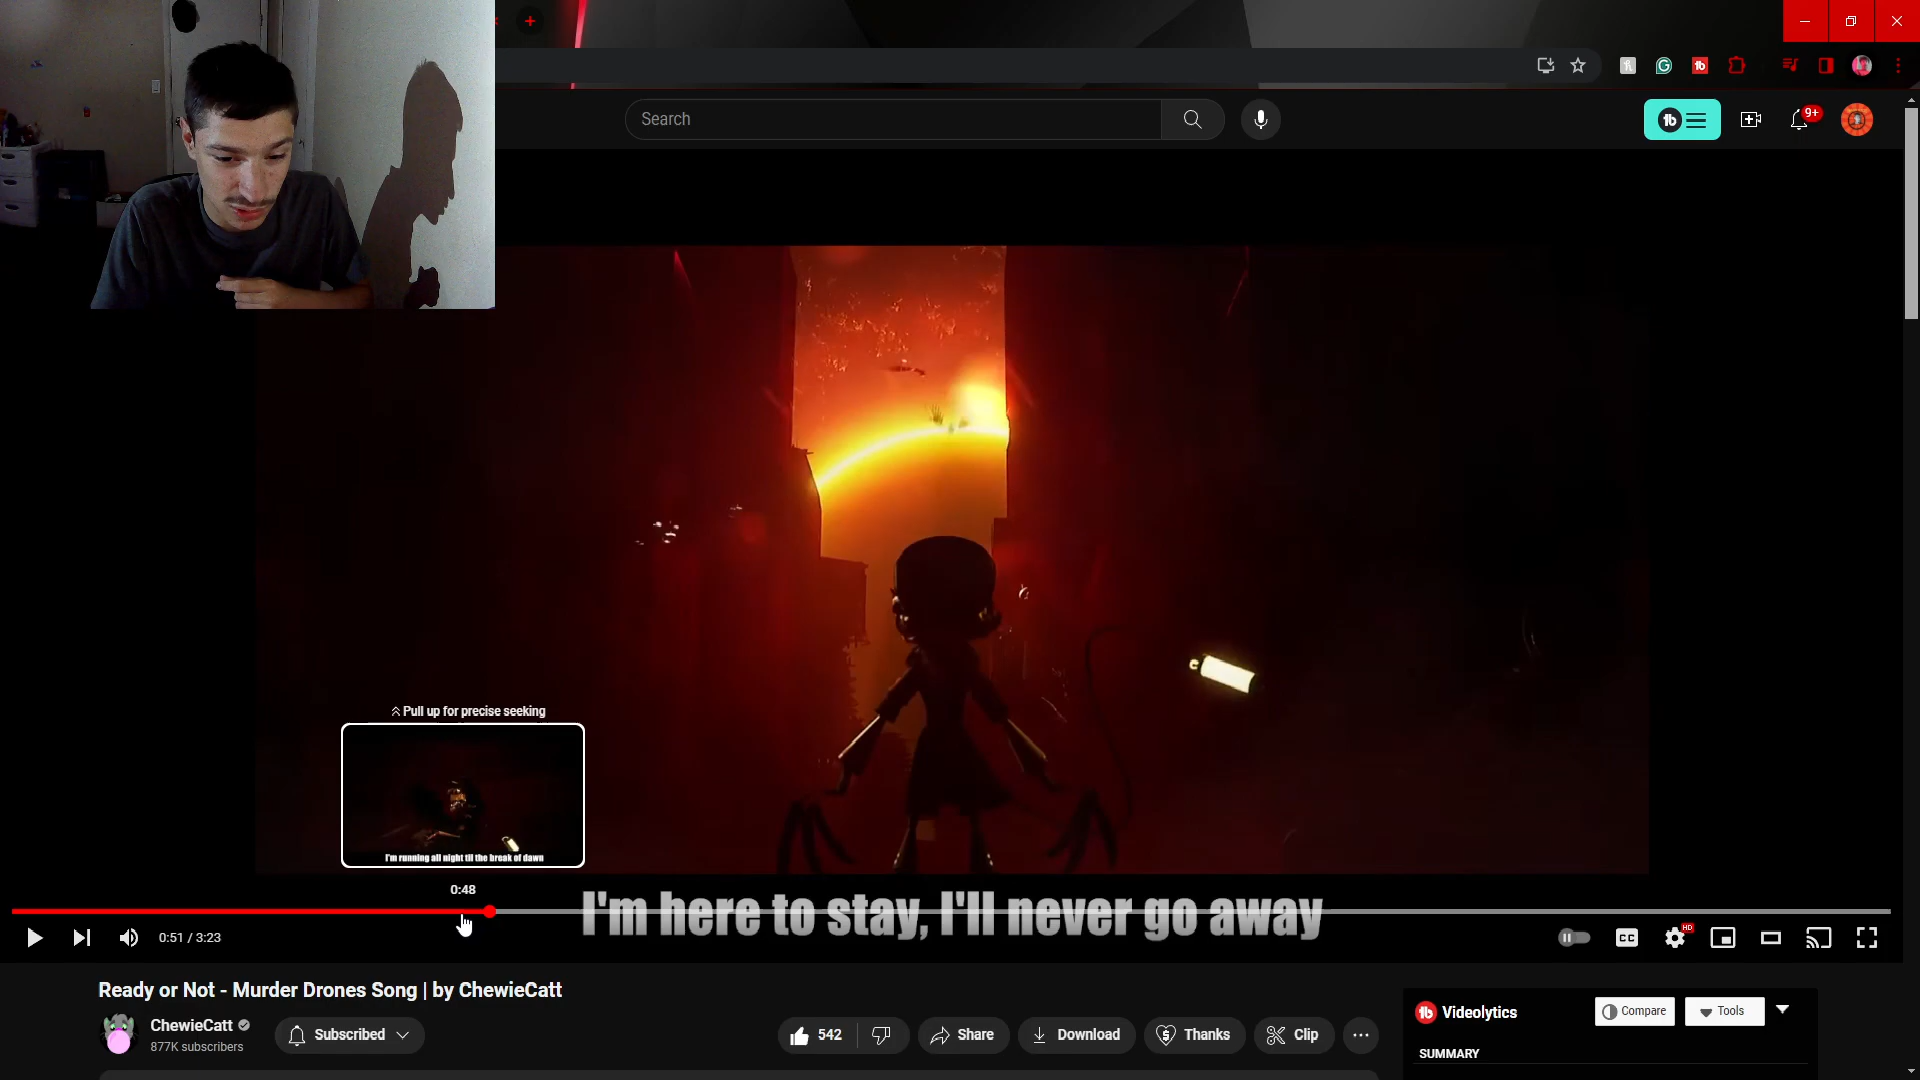 Search
9+
Pull up for precise seeking
I'm running all night til the break of dawn
0:48
I'm here to stay, I'll never go away
0:51 / 3:23
CC
HD
Ready or Not - Murder Drones Song | by ChewieCatt
ChewieCatt
877K subscribers
Subscribed
542
Share
Download
Thanks
Clip
Videolytics
Compare
Tools
SUMMARY